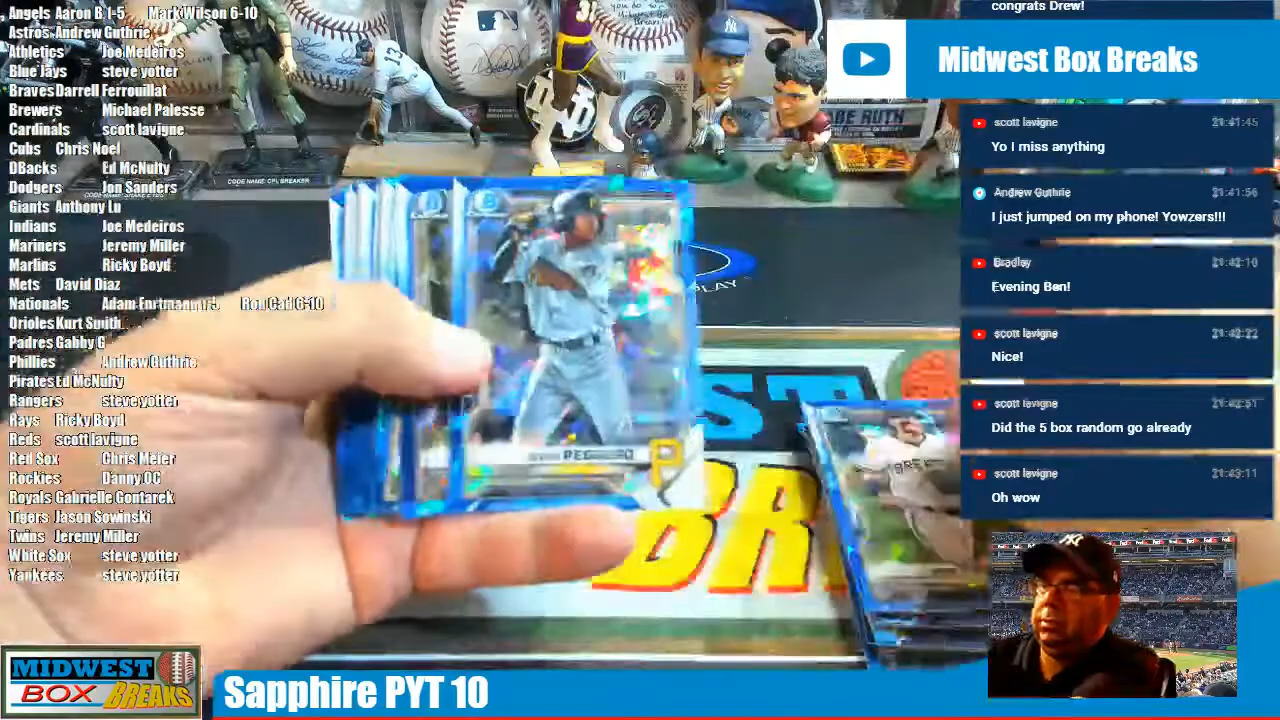 Angels Aaron B 1-5 Mark Wilson 6-10
Astros Andrew Guthrie
Athletics Joe Medeiros
Blue Jays steve yotter
Braves Darrell Ferrouillat
Brewers Michael Palesse
Cardinals scott lavigne
Cubs Chris Noel
DBacks Ed McNulty
Dodgers Jon Sanders
Giants Anthony Lu
Indians Joe Medeiros
Mariners Jeremy Miller
Marlins Ricky Boyd
Mets David Diaz
Nationals Adam
Orioles Kurt Smith
Padres Gabby G
Phillies Andrew Guthrie
Pirates Ed McNulty
Rangers steve yotter
Rays Ricky Boyd
Reds scott lavigne
Red Sox Chris Meier
Rockies Danny OC
Royals Gabrielle Gontarek
Tigers Jason Sowinski
Twins Jeremy Miller
White Sox steve yotter
Yankees steve yotter
MIDWEST
BOX
BREAKS
Sapphire PYT 10
CODE NAME: CPL BREAKER
BABE RUTH
PLAY
P
congrats Drew!
Midwest Box Breaks
scott lavigne 21:41:45
Yo I miss anything
Andrew Guthrie 21:41:56
I just jumped on my phone! Yowzers!!!
Bradley 21:42:10
Evening Ben!
scott lavigne 21:42:22
Nice!
scott lavigne 21:42:51
Did the 5 box random go already
scott lavigne 21:43:11
Oh wow